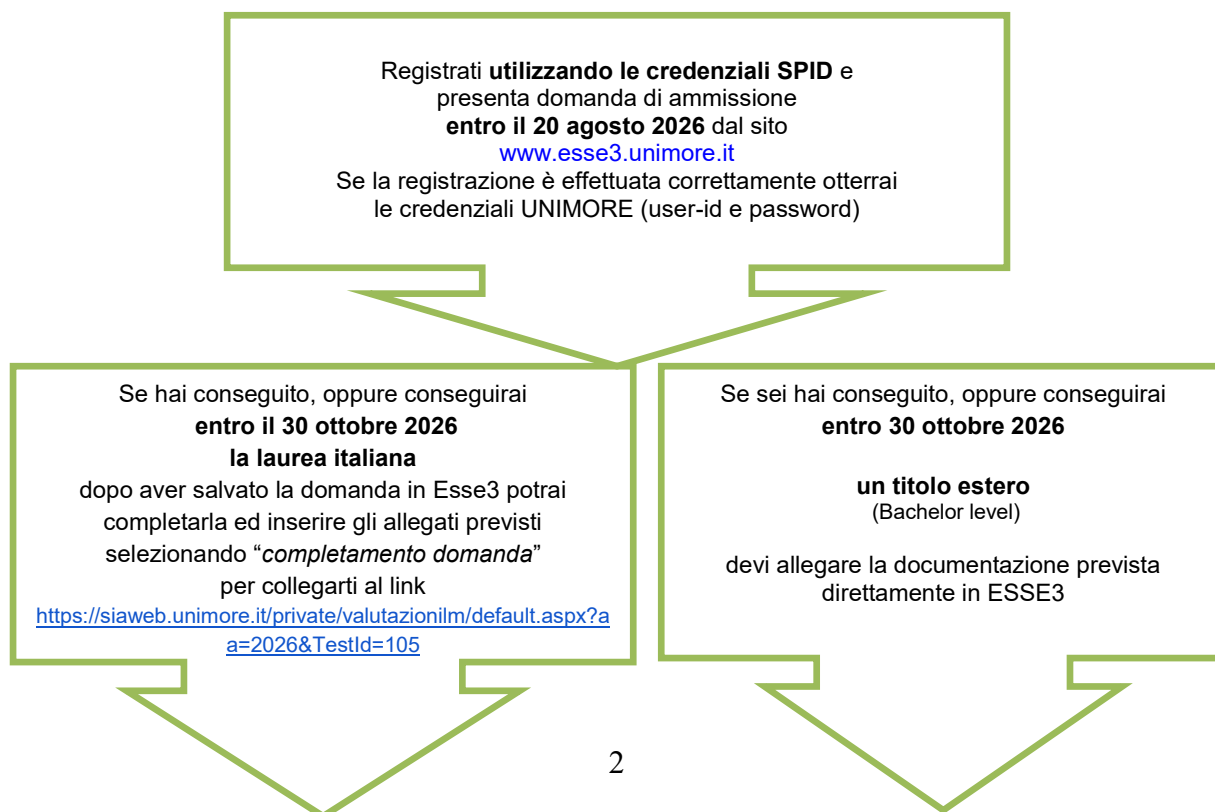 Registrati utilizzando le credenziali SPID e
presenta domanda di ammissione
entro il 20 agosto 2026 dal sito
www.esse3.unimore.it
Se la registrazione è effettuata correttamente otterrai
le credenziali UNIMORE (user-id e password)
Se hai conseguito, oppure conseguirai
entro il 30 ottobre 2026
la laurea italiana
dopo aver salvato la domanda in Esse3 potrai
completarla ed inserire gli allegati previsti
selezionando “completamento domanda”
per collegarti al link
https://siaweb.unimore.it/private/valutazionilm/default.aspx?a
a=2026&TestId=105
Se sei hai conseguito, oppure conseguirai
entro 30 ottobre 2026
un titolo estero
(Bachelor level)
devi allegare la documentazione prevista
direttamente in ESSE3
2